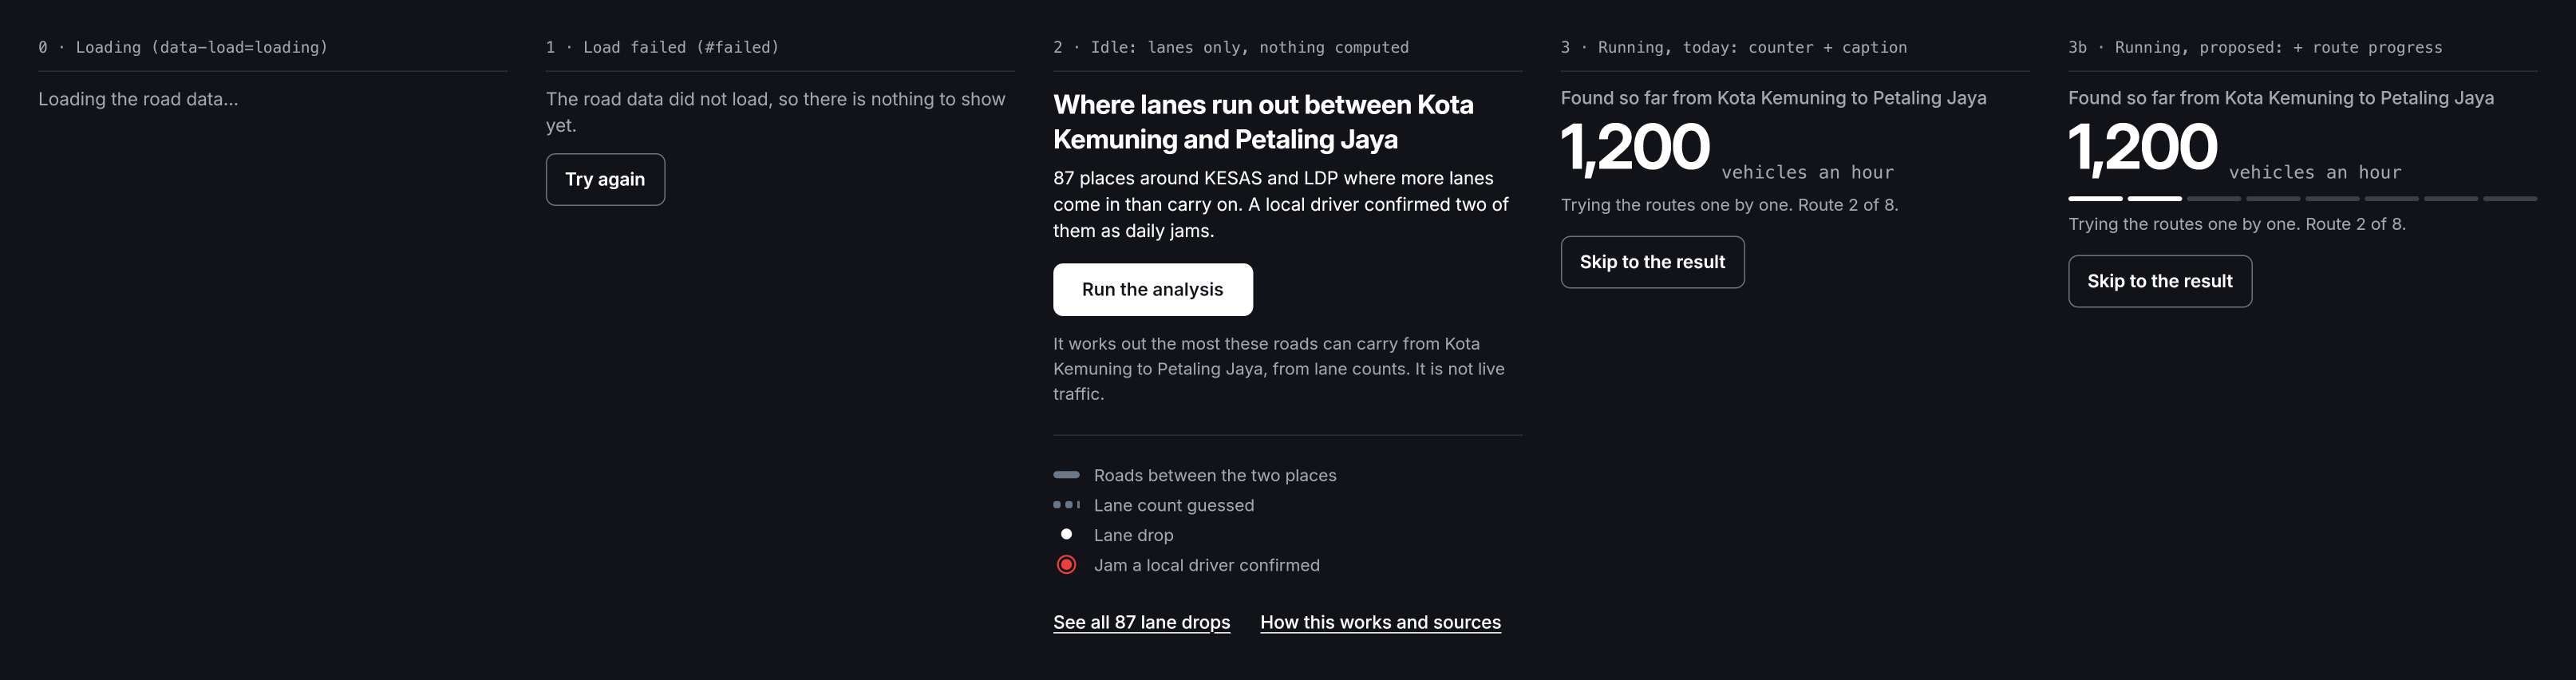 0 · Loading (data-load=loading)
Loading the road data...
1 · Load failed (#failed)
The road data did not load, so there is nothing to show
yet.
Try again
2 · Idle: lanes only, nothing computed
Where lanes run out between Kota
Kemuning and Petaling Jaya
87 places around KESAS and LDP where more lanes
come in than carry on. A local driver confirmed two of
them as daily jams.
Run the analysis
It works out the most these roads can carry from Kota
Kemuning to Petaling Jaya, from lane counts. It is not live
traffic.
Roads between the two places
Lane count guessed
Lane drop
Jam a local driver confirmed
See all 87 lane drops
How this works and sources
3 · Running, today: counter + caption
Found so far from Kota Kemuning to Petaling Jaya
1,200 vehicles an hour
Trying the routes one by one. Route 2 of 8.
Skip to the result
3b · Running, proposed: + route progress
Found so far from Kota Kemuning to Petaling Jaya
1,200 vehicles an hour
Trying the routes one by one. Route 2 of 8.
Skip to the result